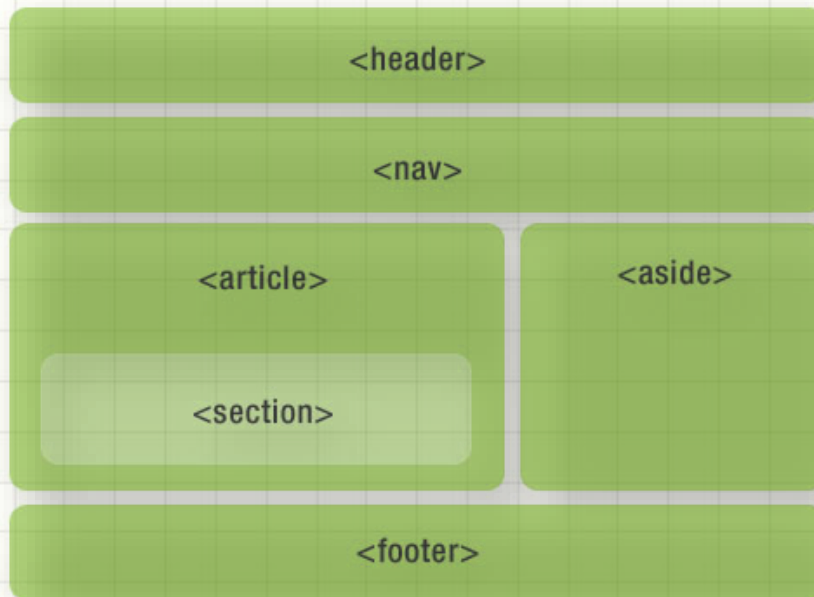 <header>
<nav>
<article>
<aside>
<section>
<footer>